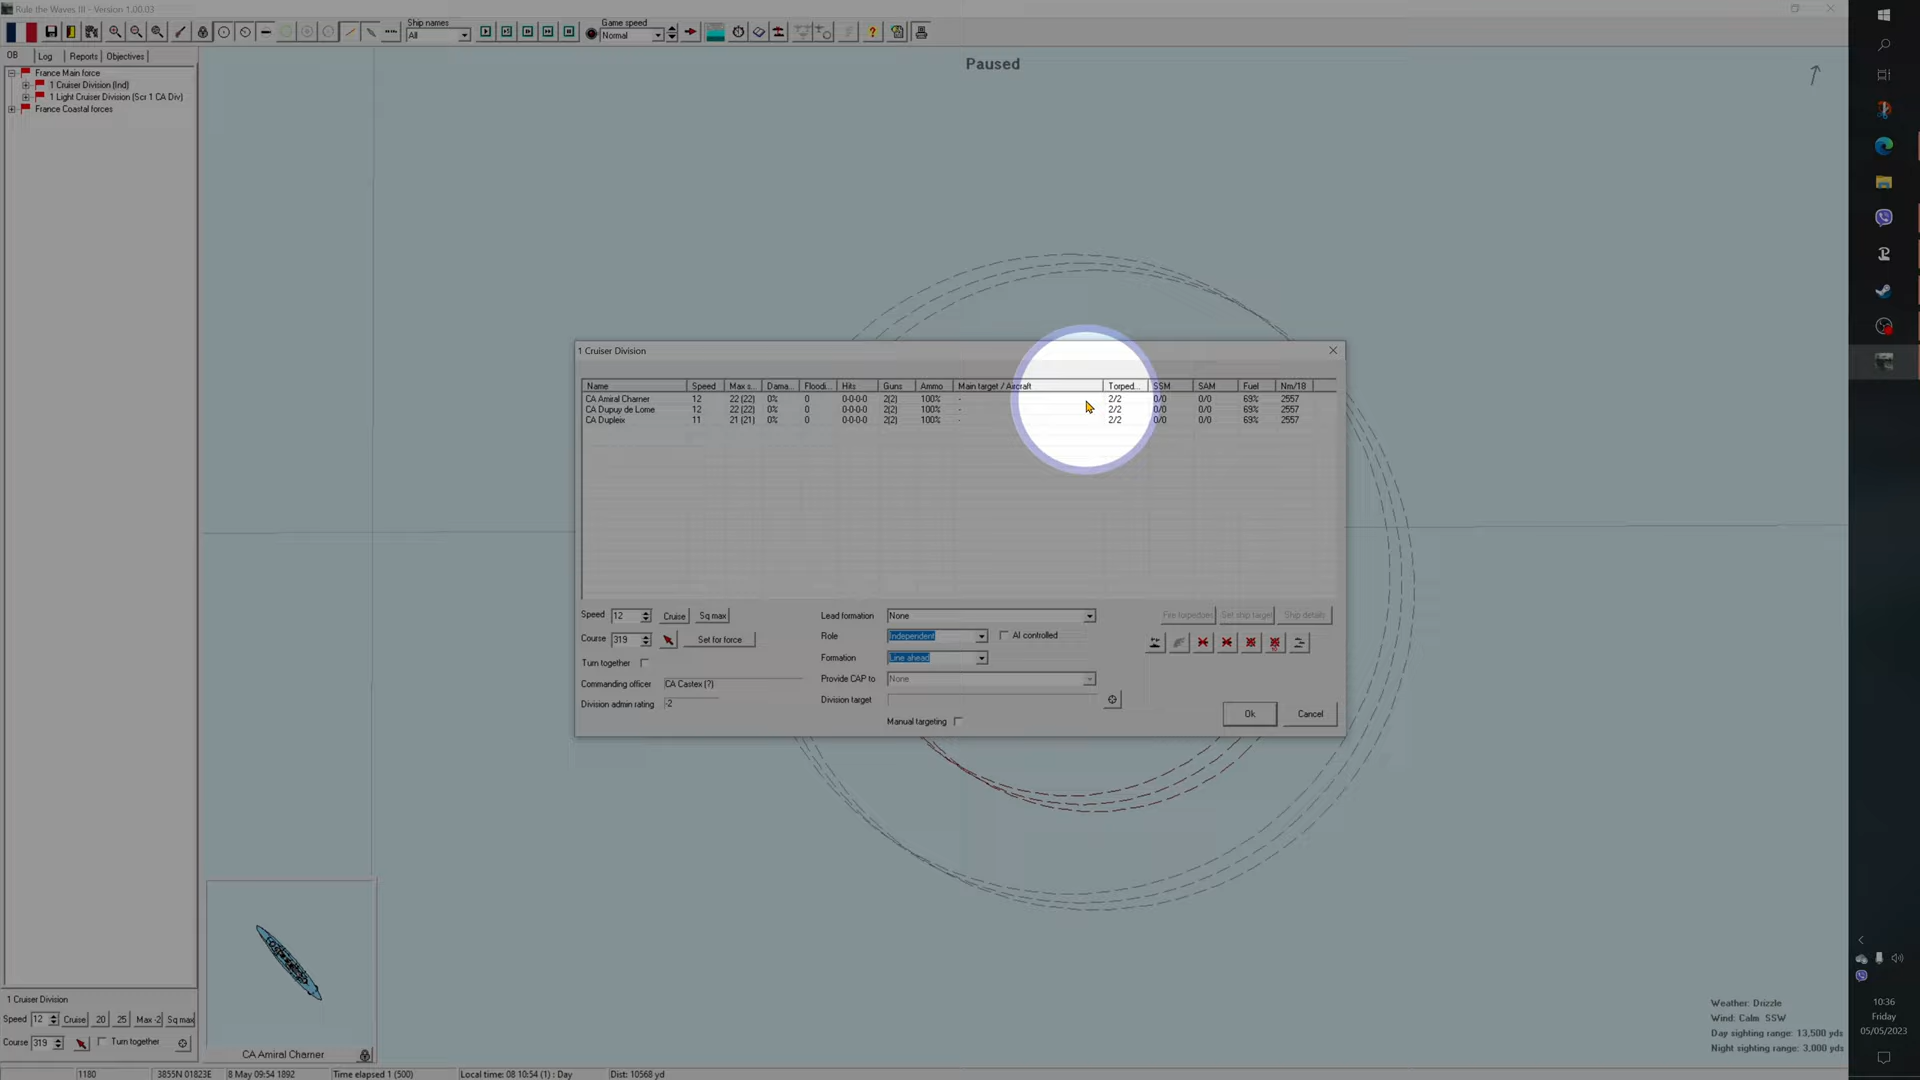 Rule the Waves III - Version 1.00.03
Ship names
All
Game speed
Normal
OB Log Reports Objectives
France Main force
1 Cruiser Division (Ind)
1 Light Cruiser Division (Scr 1 CA Div)
France Coastal forces
Paused
1 Cruiser Division
Name Speed Max s... Dama... Floodi... Hits Guns Ammo Main target / Aircraft Torped... SSM SAM Fuel Nm/18
CA Amiral Charner 12 22 (22) 0% 0 0-0-0-0 2(2) 100% - 2/2 0/0 0/0 69% 2557
CA Dupuy de Lome 12 22 (22) 0% 0 0-0-0-0 2(2) 100% - 2/2 0/0 0/0 69% 2557
CA Dupleix 11 21 (21) 0% 0 0-0-0-0 2(2) 100% - 2/2 0/0 0/0 69% 2557
Speed 12 Cruise Sq max
Course 319 Set for force
Turn together
Commanding officer CA Castex (?)
Division admin rating -2
Lead formation None
Role Independent AI controlled
Formation Line ahead
Provide CAP to None
Division target
Manual targeting
Fire torpedoes Set ship target Ship details
Ok Cancel
1 Cruiser Division
Speed 12 Cruise 20 25 Max -2 Sq max
Course 319 Turn together
CA Amiral Charner
Weather: Drizzle
Wind: Calm SSW
Day sighting range: 13,500 yds
Night sighting range: 3,000 yds
1180 3855N 01823E 8 May 09:54 1892 Time elapsed 1 (500) Local time: 08 10:54 (1) : Day Dist: 10568 yd
10:36
Friday
05/05/2023